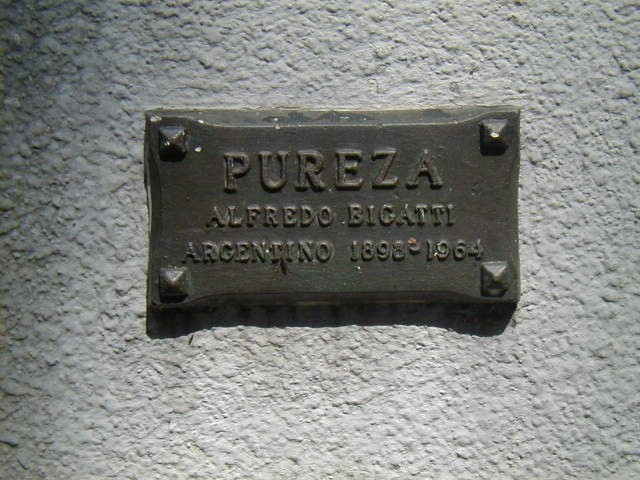 PUREZA
ALFREDO BIGATTI
ARGENTINO 1898-1964